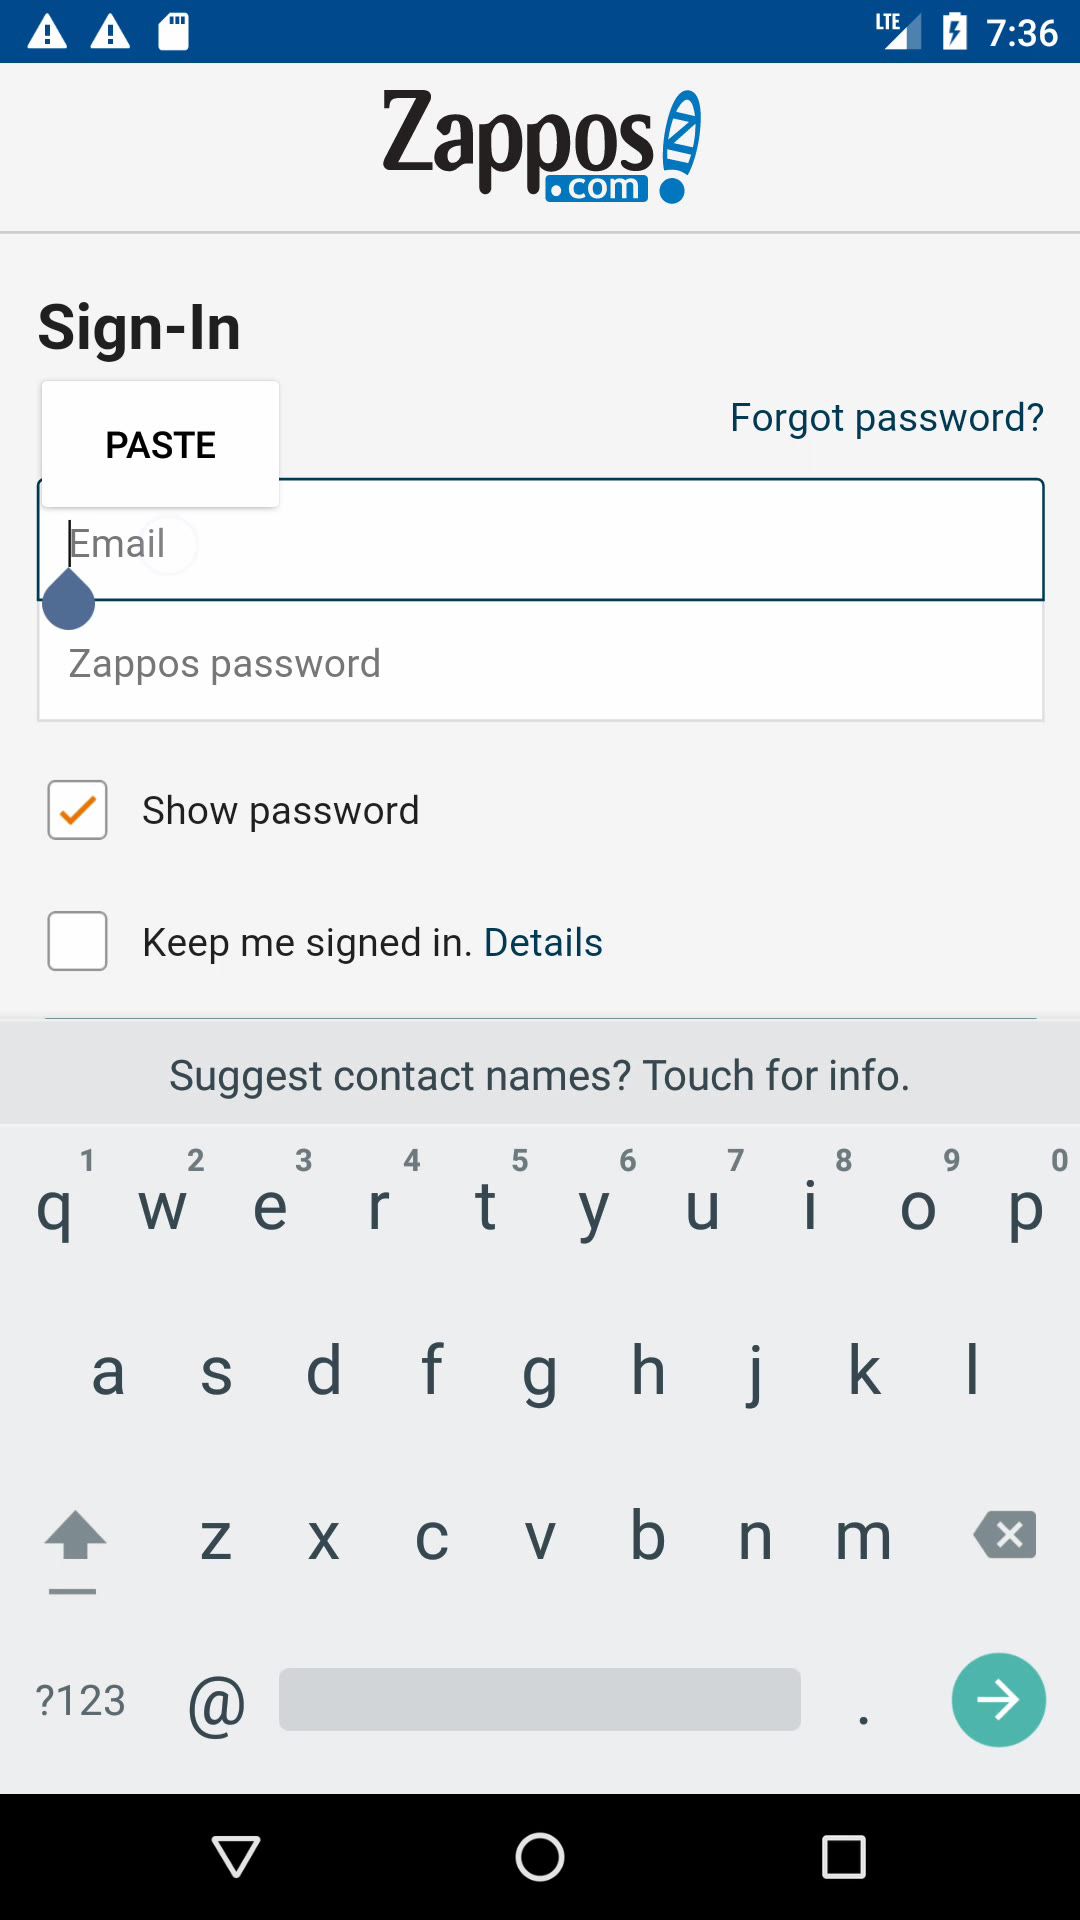 LTE 7:36
Zappos
.com
Sign-In
PASTE
Forgot password?
Email
Zappos password
Show password
Keep me signed in. Details
Suggest contact names? Touch for info.
1 2 3 4 5 6 7 8 9 0
q w e r t y u i o p
a s d f g h j k l
z x c v b n m
?123 @ .